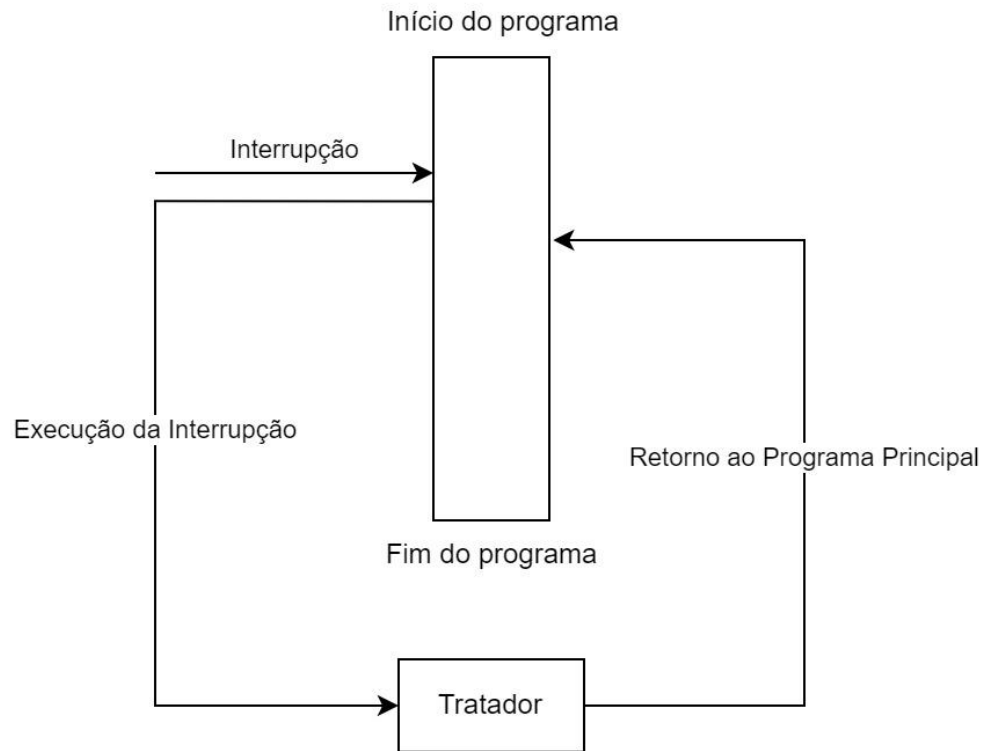 Início do programa
Interrupção
Execução da Interrupção
Retorno ao Programa Principal
Fim do programa
Tratador